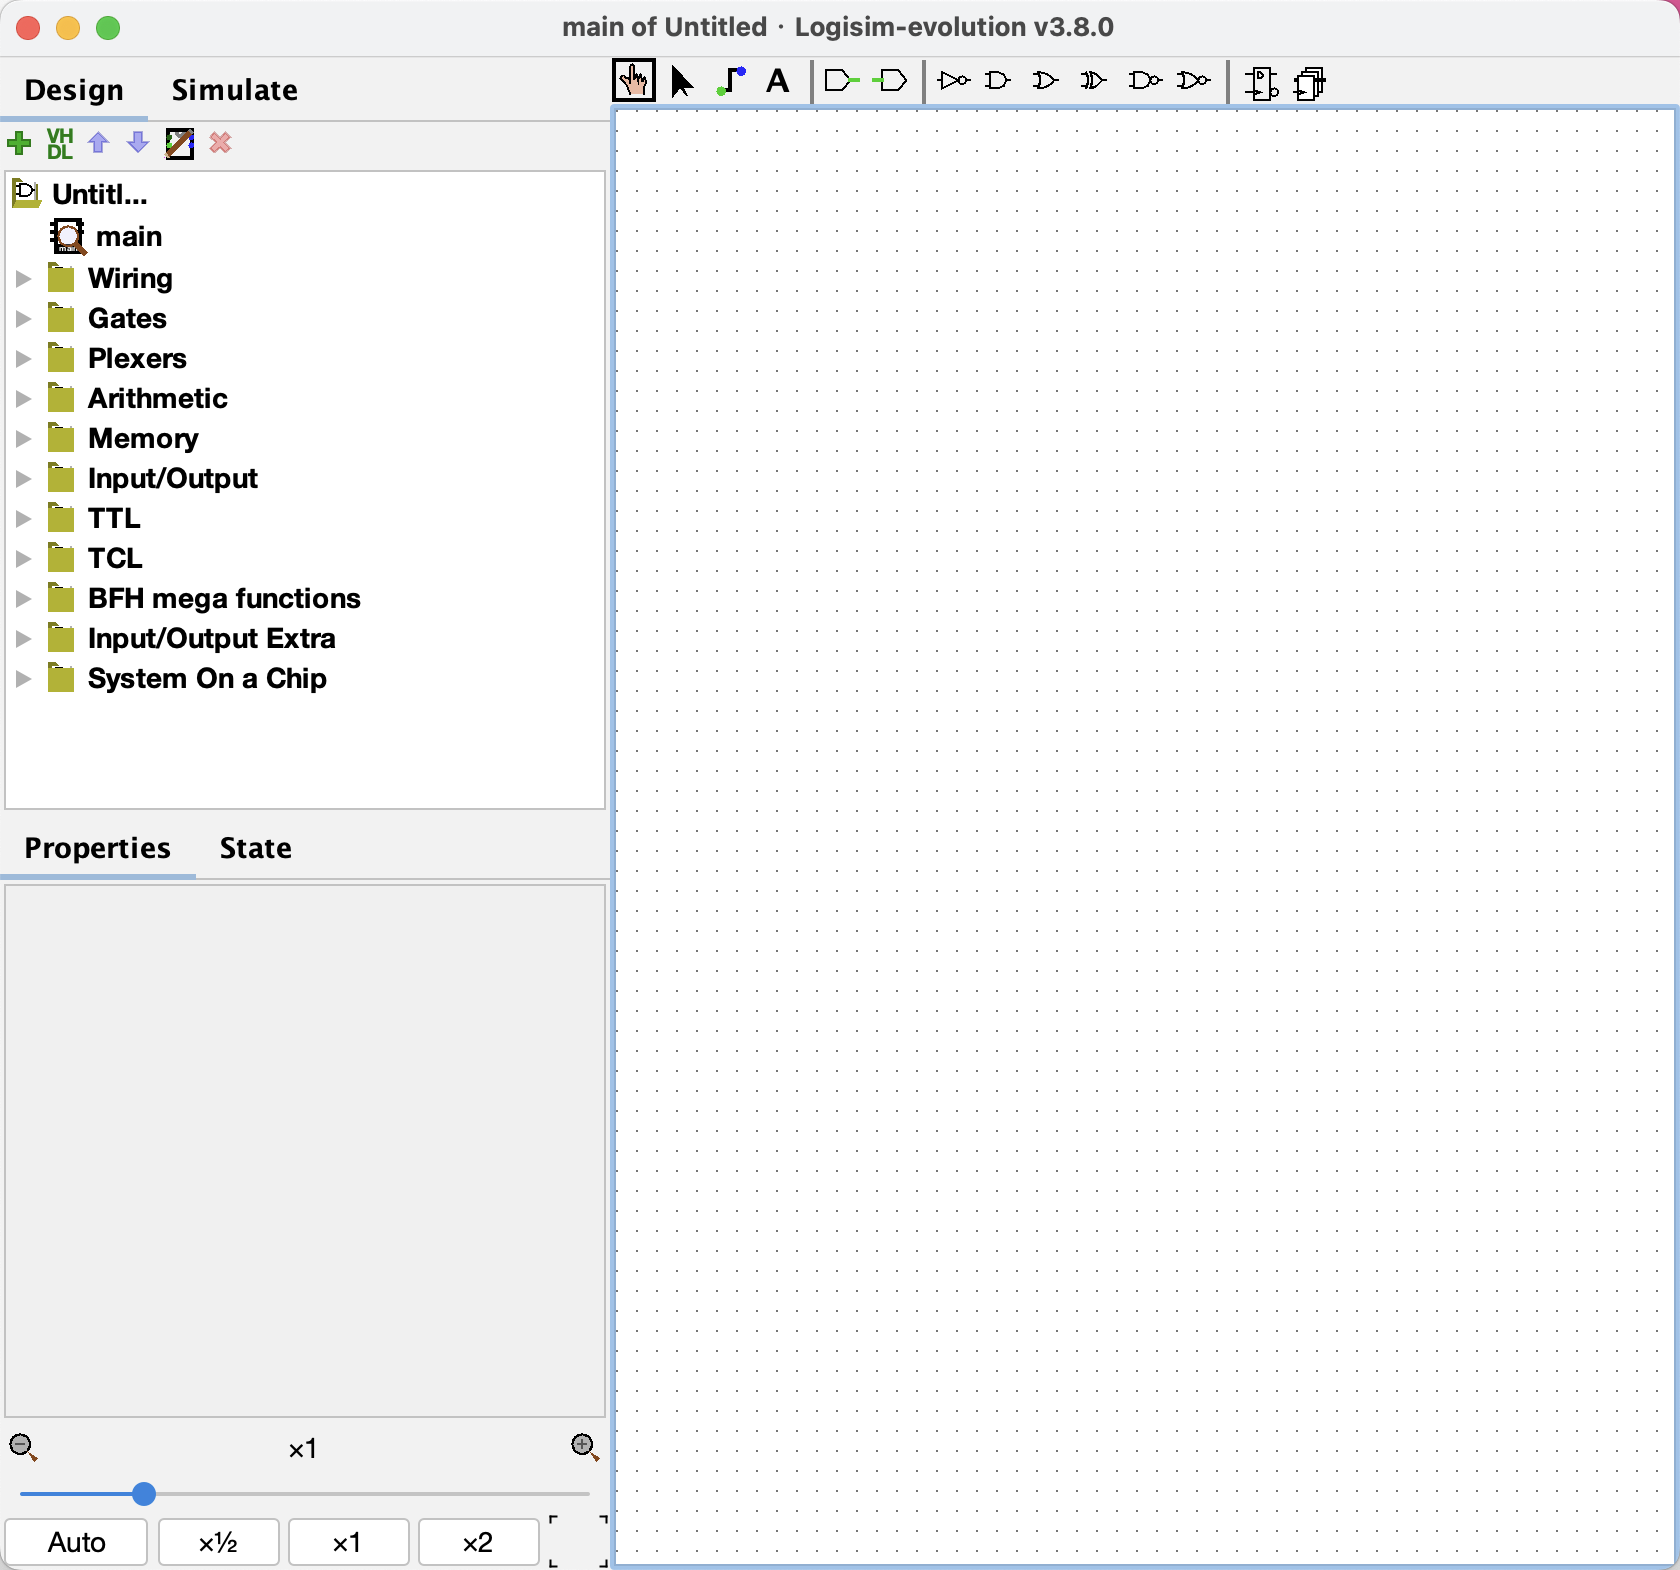 main of Untitled · Logisim-evolution v3.8.0
Design Simulate
A
VH
DL
Untitl...
main
Wiring
Gates
Plexers
Arithmetic
Memory
Input/Output
TTL
TCL
BFH mega functions
Input/Output Extra
System On a Chip
Properties State
×1
Auto ×½ ×1 ×2